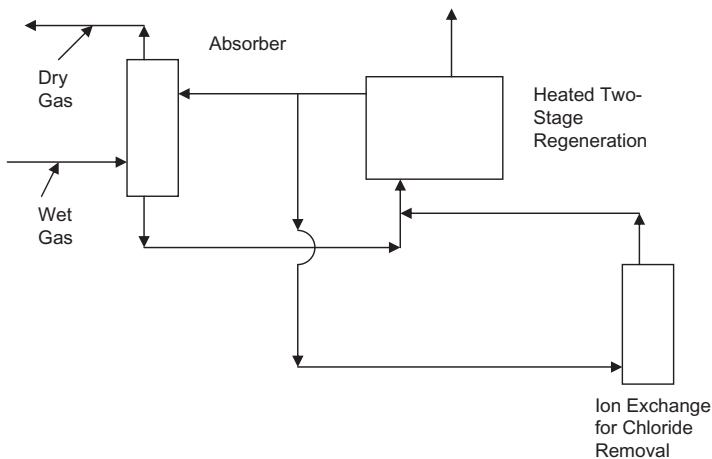 Absorber
Dry
Gas
Heated Two-
Stage
Regeneration
Wet
Gas
Ion Exchange
for Chloride
Removal